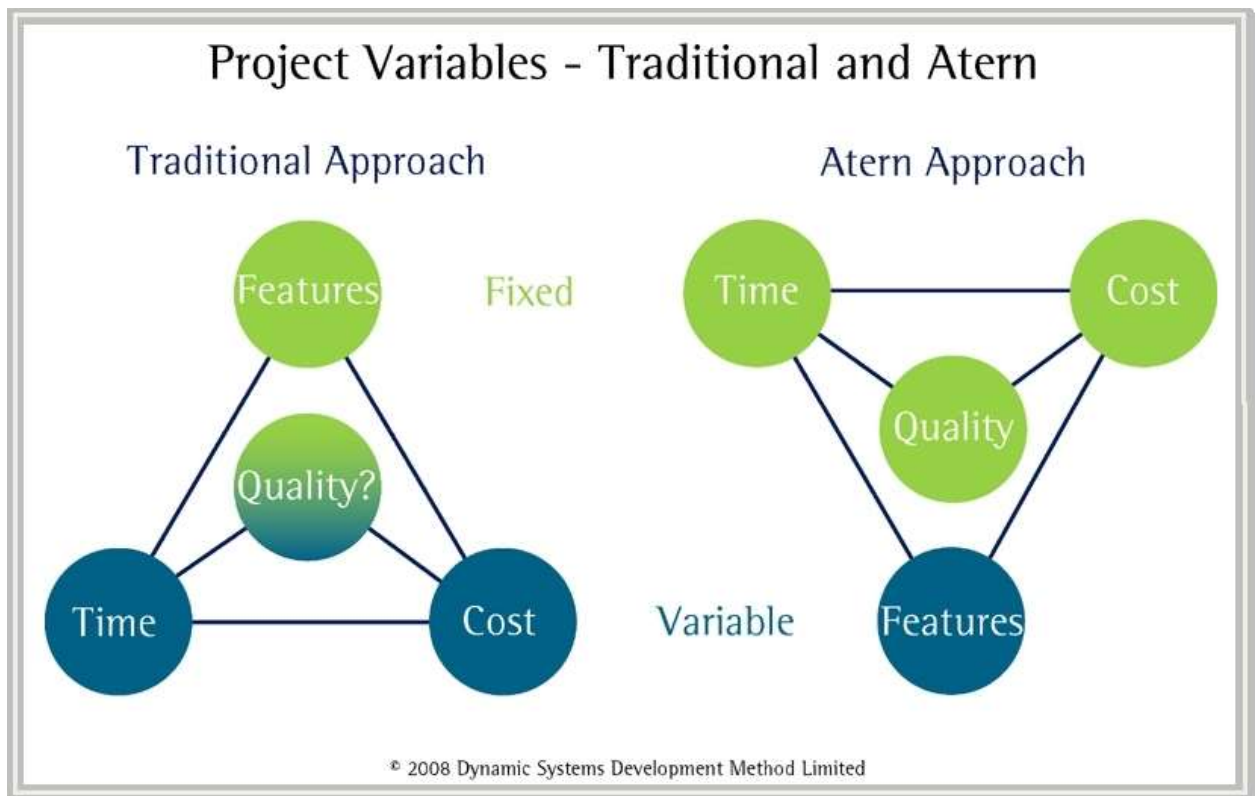 Project Variables - Traditional and Atern
Traditional Approach
Atern Approach
Features
Fixed
Time
Cost
Quality
Quality?
Time
Cost
Variable
Features
© 2008 Dynamic Systems Development Method Limited